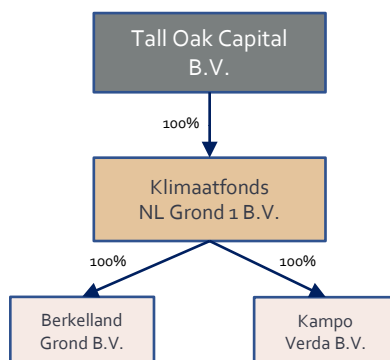 Tall Oak Capital
B.V.
100%
Klimaatfonds
NL Grond 1 B.V.
100%
100%
Berkelland
Grond B.V.
Kampo
Verda B.V.